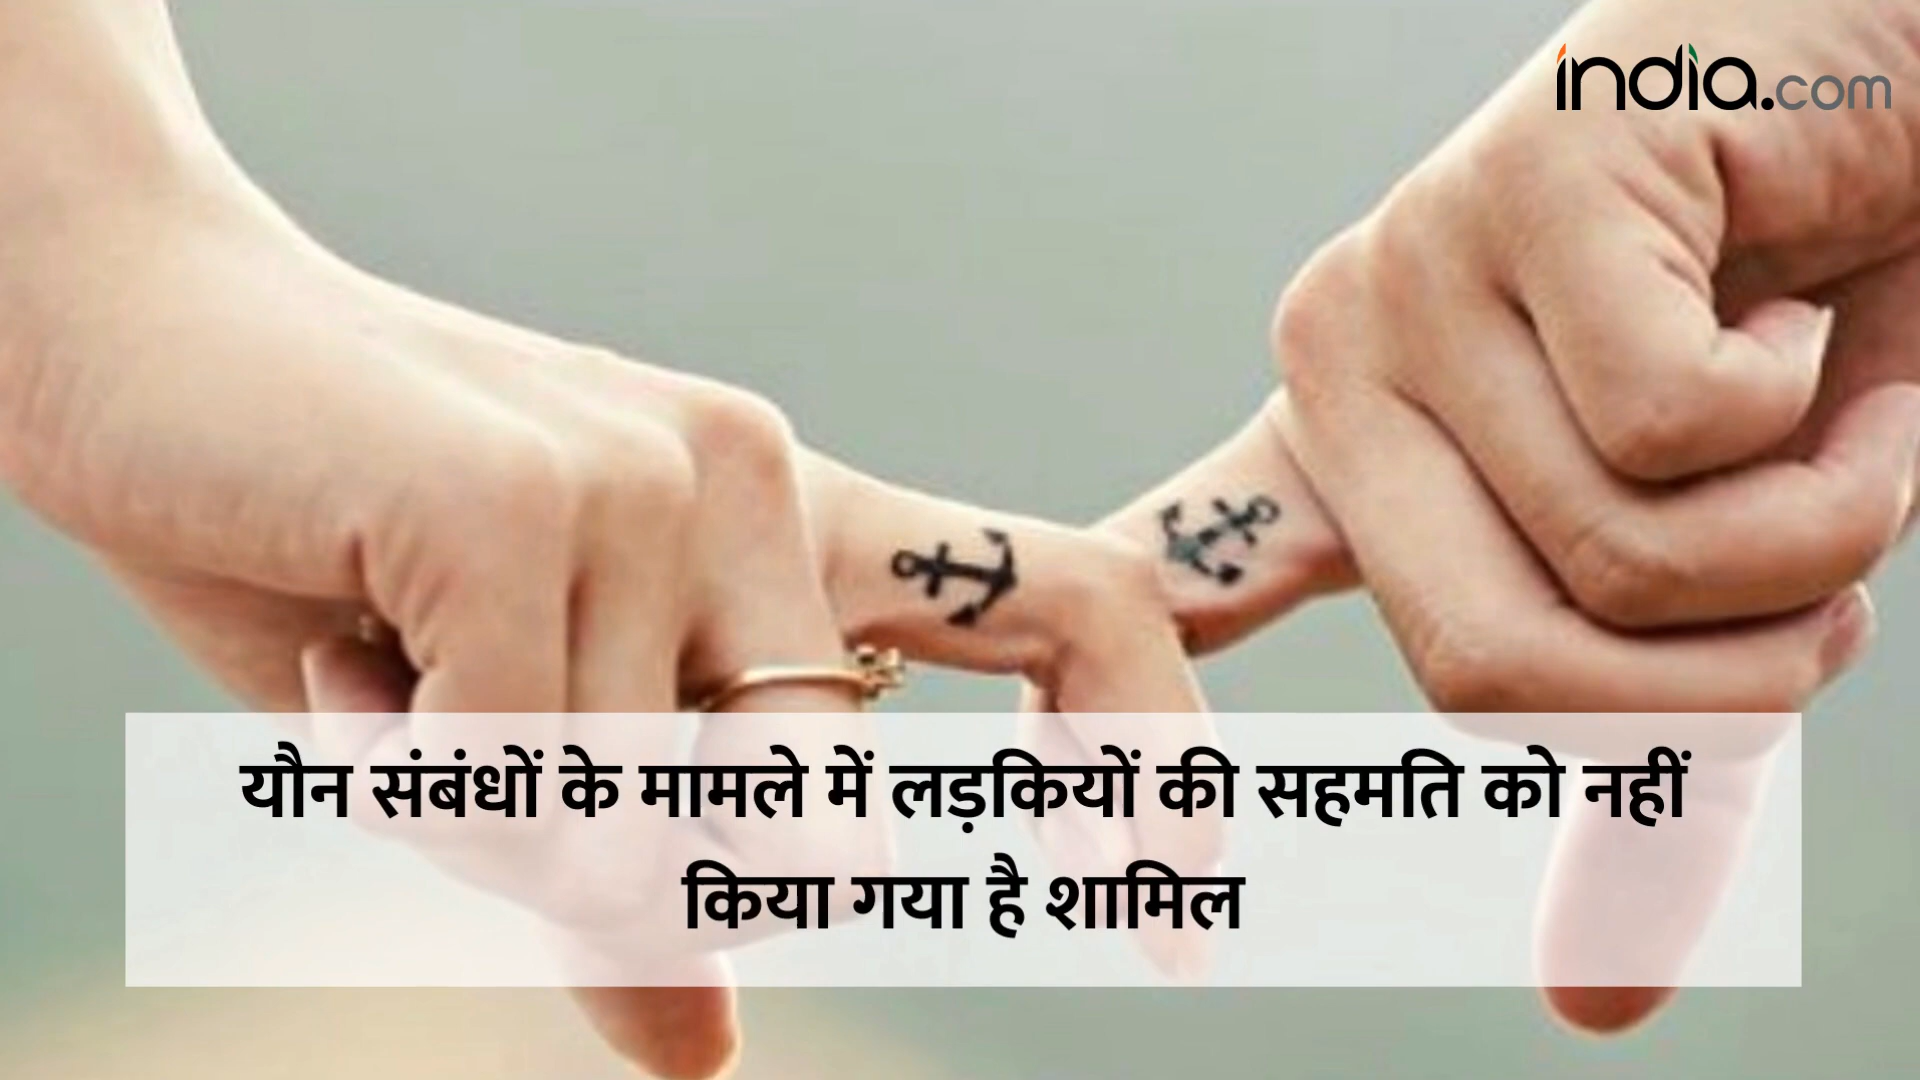 india.com
यौन संबंधों के मामले में लड़कियों की सहमति को नहीं
किया गया है शामिल